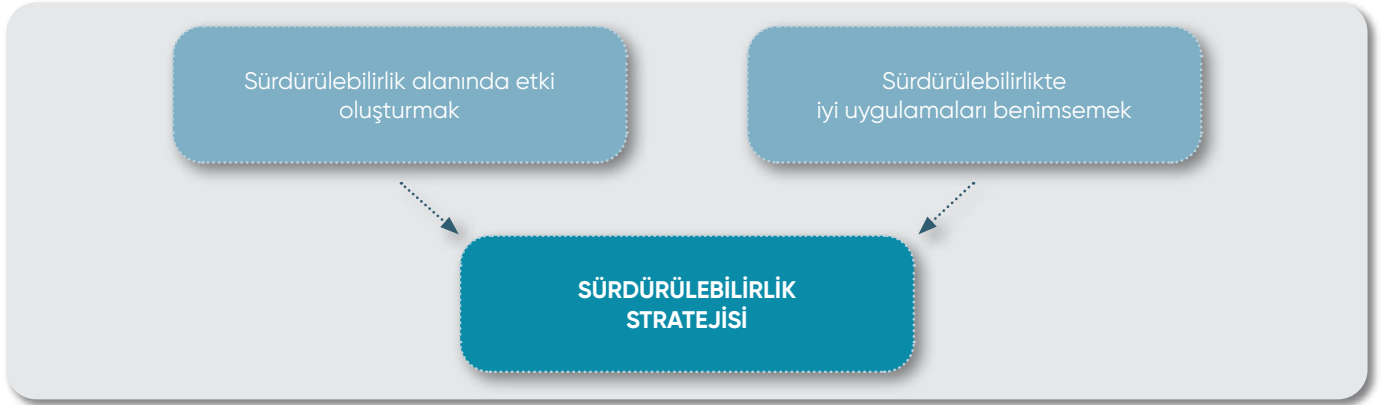 Sürdürülebilirlik alanında etki
oluşturmak
Sürdürülebilirlikte
iyi uygulamaları benimsemek
SÜRDÜRÜLEBİLİRLİK
STRATEJİSİ